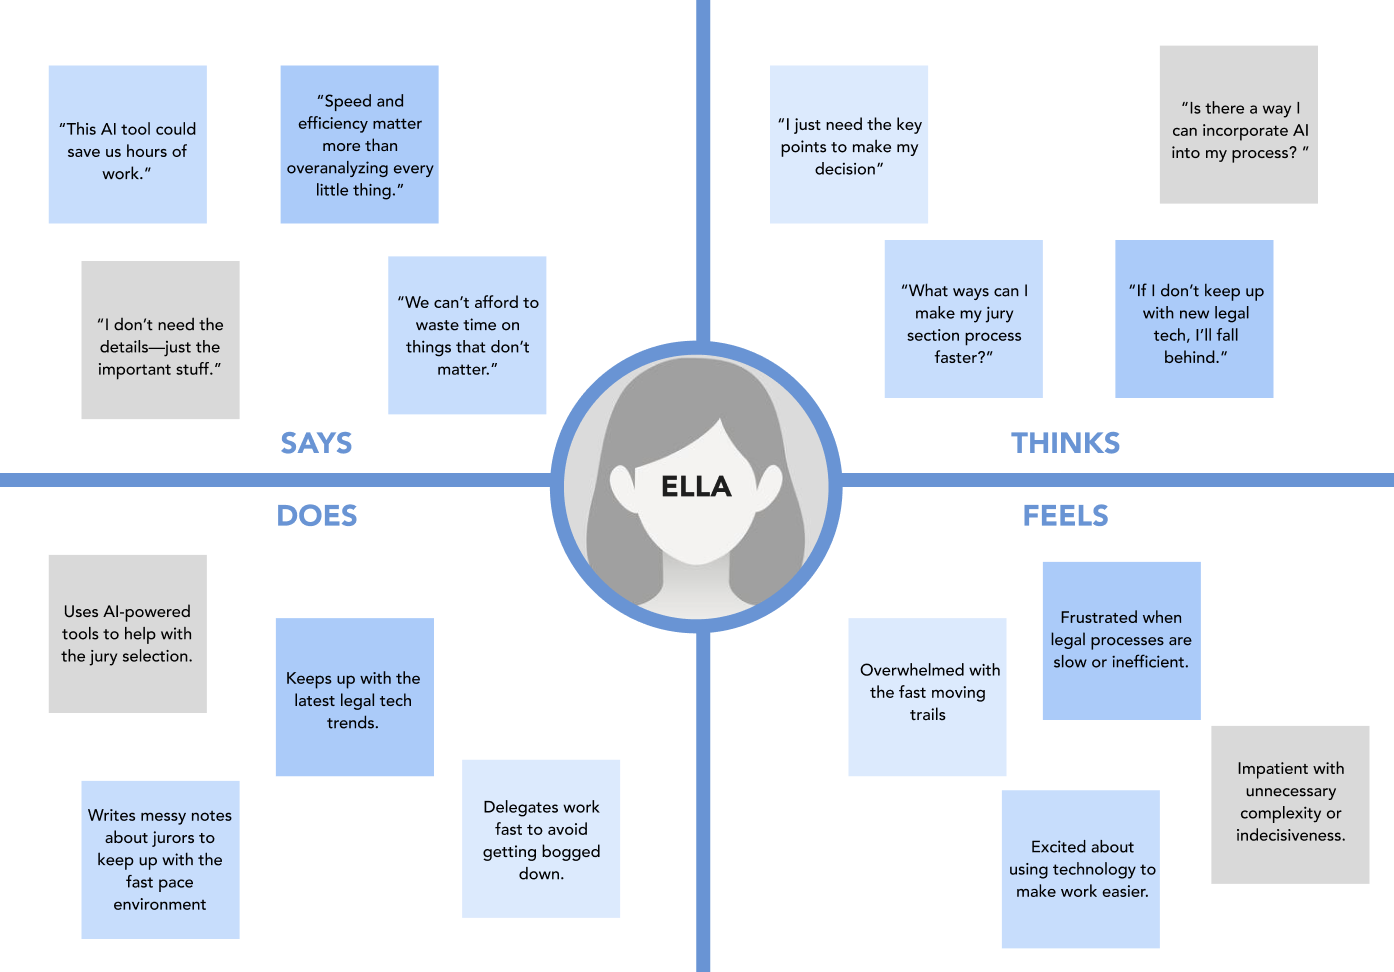 “This AI tool could
save us hours of
work.”
“Speed and
efficiency matter
more than
overanalyzing every
little thing.”
“I don’t need the
details—just the
important stuff.”
“We can’t afford to
waste time on
things that don’t
matter.”
SAYS
“I just need the key
points to make my
decision”
“Is there a way I
can incorporate AI
into my process? ”
“What ways can I
make my jury
section process
faster?”
“If I don’t keep up
with new legal
tech, I’ll fall
behind.”
THINKS
ELLA
DOES
Uses AI-powered
tools to help with
the jury selection.
Keeps up with the
latest legal tech
trends.
Writes messy notes
about jurors to
keep up with the
fast pace
environment
Delegates work
fast to avoid
getting bogged
down.
FEELS
Overwhelmed with
the fast moving
trails
Frustrated when
legal processes are
slow or inefficient.
Excited about
using technology to
make work easier.
Impatient with
unnecessary
complexity or
indecisiveness.